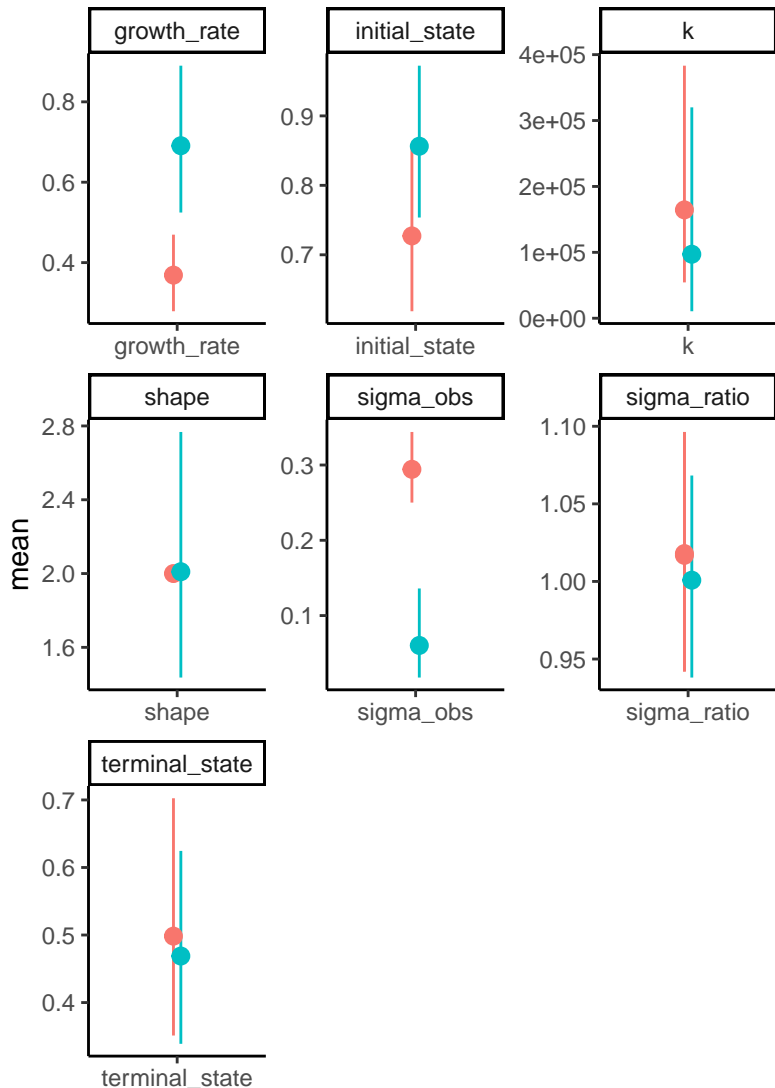 growth_rate
initial_state
k
0.8
0.6
0.4
growth_rate
0.9
0.8
0.7
initial_state
4e+05
3e+05
2e+05
1e+05
0e+00
k
shape
sigma_obs
sigma_ratio
mean
2.8
2.4
2.0
1.6
shape
0.3
0.2
0.1
sigma_obs
1.10
1.05
1.00
0.95
sigma_ratio
terminal_state
0.7
0.6
0.5
0.4
terminal_state